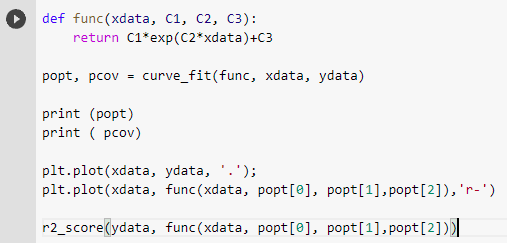 def func(xdata, C1, C2, C3):
    return C1*exp(C2*xdata)+C3
popt, pcov = curve_fit(func, xdata, ydata)
print (popt)
print ( pcov)
plt.plot(xdata, ydata, '.');
plt.plot(xdata, func(xdata, popt[0], popt[1],popt[2]),'r-')
r2_score(ydata, func(xdata, popt[0], popt[1],popt[2]))